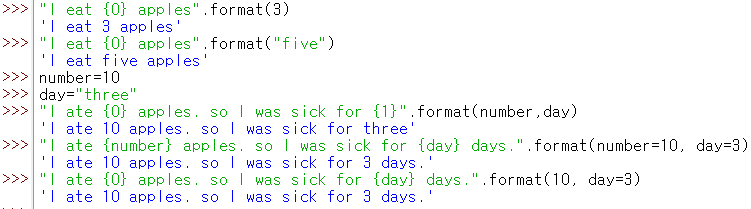 >>> "I eat {0} apples".format(3)
'I eat 3 apples'
>>> "I eat {0} apples".format("five")
'I eat five apples'
>>> number=10
>>> day="three"
>>> "I ate {0} apples. so I was sick for {1}".format(number,day)
'I ate 10 apples. so I was sick for three'
>>> "I ate {number} apples. so I was sick for {day} days.".format(number=10, day=3)
'I ate 10 apples. so I was sick for 3 days.'
>>> "I ate {0} apples. so I was sick for {day} days.".format(10, day=3)
'I ate 10 apples. so I was sick for 3 days.'